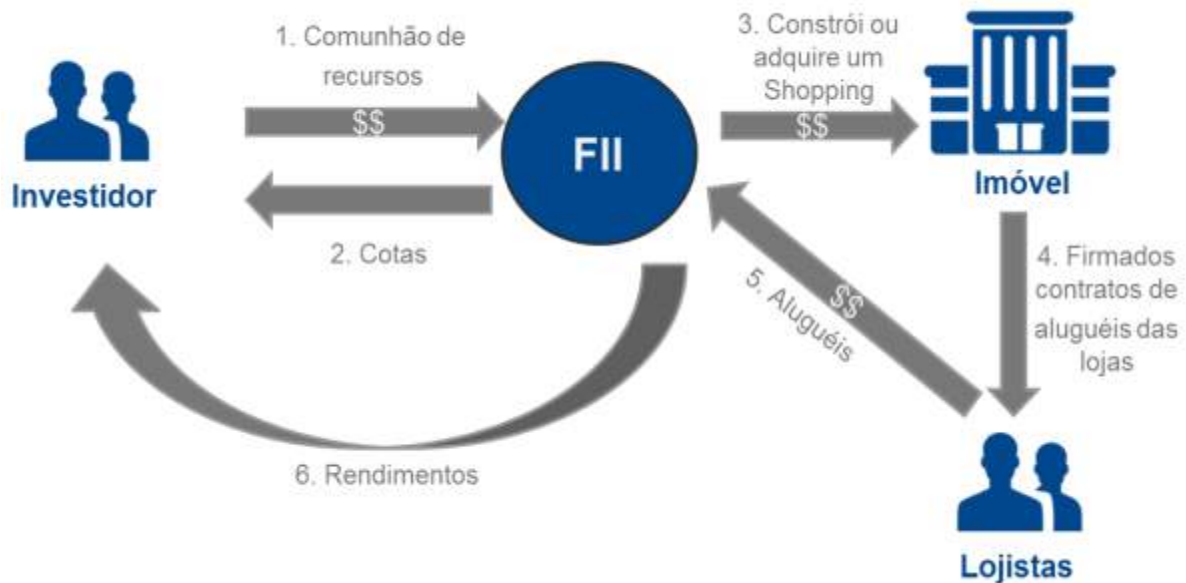 1. Comunhão de
recursos
$$
Investidor
2. Cotas
FII
3. Constrói ou
adquire um
Shopping
$$
Imóvel
4. Firmados
contratos de
aluguéis das
lojas
$$
5. Aluguéis
6. Rendimentos
Lojistas